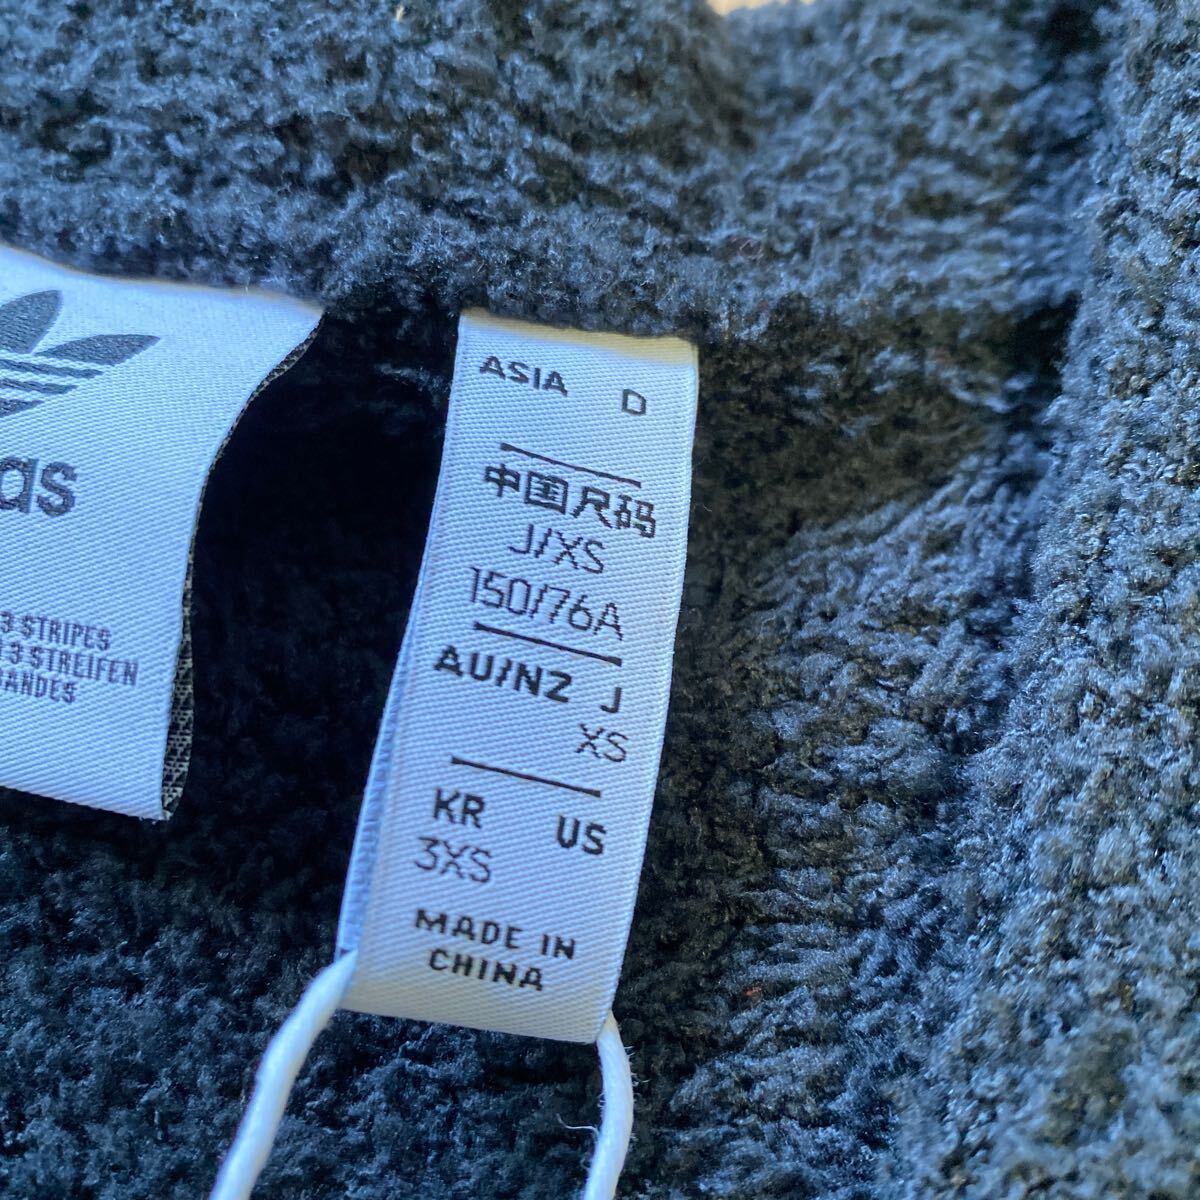 as
3 STRIPES
3 STREIFEN
BANDES
ASIA D
中国尺码
J/XS
150/76A
AU/NZ J
XS
KR US
3XS
MADE IN
CHINA